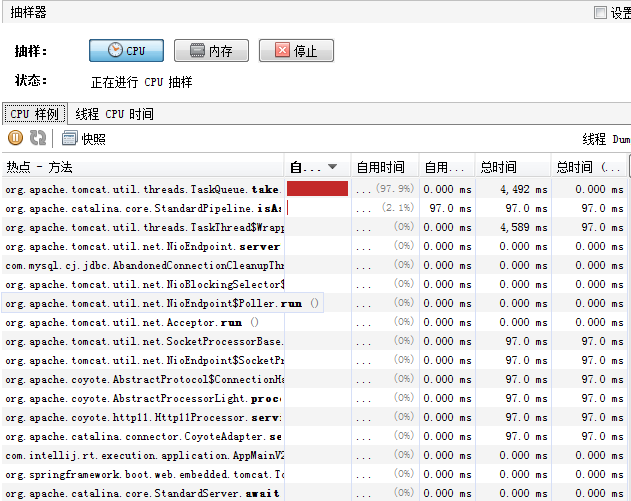 抽样器 设置
抽样： CPU 内存 停止
状态： 正在进行 CPU 抽样
CPU 样例 线程 CPU 时间
快照 线程 Dum
热点 - 方法 自... 自用时间 自用... 总时间 总时间 (...
org.apache.tomcat.util.threads.TaskQueue.take. ... (97.9%) 0.000 ms 4,492 ms 0.000 ms
org.apache.catalina.core.StandardPipeline.isAs ... (2.1%) 97.0 ms 97.0 ms 97.0 ms
org.apache.tomcat.util.threads.TaskThread$Wrapp ... (0%) 0.000 ms 4,589 ms 97.0 ms
org.apache.tomcat.util.net.NioEndpoint.server ... (0%) 0.000 ms 0.000 ms 0.000 ms
com.mysql.cj.jdbc.AbandonedConnectionCleanupThr ... (0%) 0.000 ms 0.000 ms 0.000 ms
org.apache.tomcat.util.net.NioBlockingSelector$ ... (0%) 0.000 ms 0.000 ms 0.000 ms
org.apache.tomcat.util.net.NioEndpoint$Poller.run () ... (0%) 0.000 ms 0.000 ms 0.000 ms
org.apache.tomcat.util.net.Acceptor.run () ... (0%) 0.000 ms 0.000 ms 0.000 ms
org.apache.tomcat.util.net.SocketProcessorBase. ... (0%) 0.000 ms 97.0 ms 97.0 ms
org.apache.tomcat.util.net.NioEndpoint$SocketPr ... (0%) 0.000 ms 97.0 ms 97.0 ms
org.apache.coyote.AbstractProtocol$ConnectionHa ... (0%) 0.000 ms 97.0 ms 97.0 ms
org.apache.coyote.AbstractProcessorLight.proce ... (0%) 0.000 ms 97.0 ms 97.0 ms
org.apache.coyote.http11.Http11Processor.serv: ... (0%) 0.000 ms 97.0 ms 97.0 ms
org.apache.catalina.connector.CoyoteAdapter.se ... (0%) 0.000 ms 97.0 ms 97.0 ms
com.intellij.rt.execution.application.AppMainV2 ... (0%) 0.000 ms 0.000 ms 0.000 ms
org.springframework.boot.web.embedded.tomcat.To ... (0%) 0.000 ms 0.000 ms 0.000 ms
org.apache.catalina.core.StandardServer.await ... (0%) 0.000 ms 0.000 ms 0.000 ms